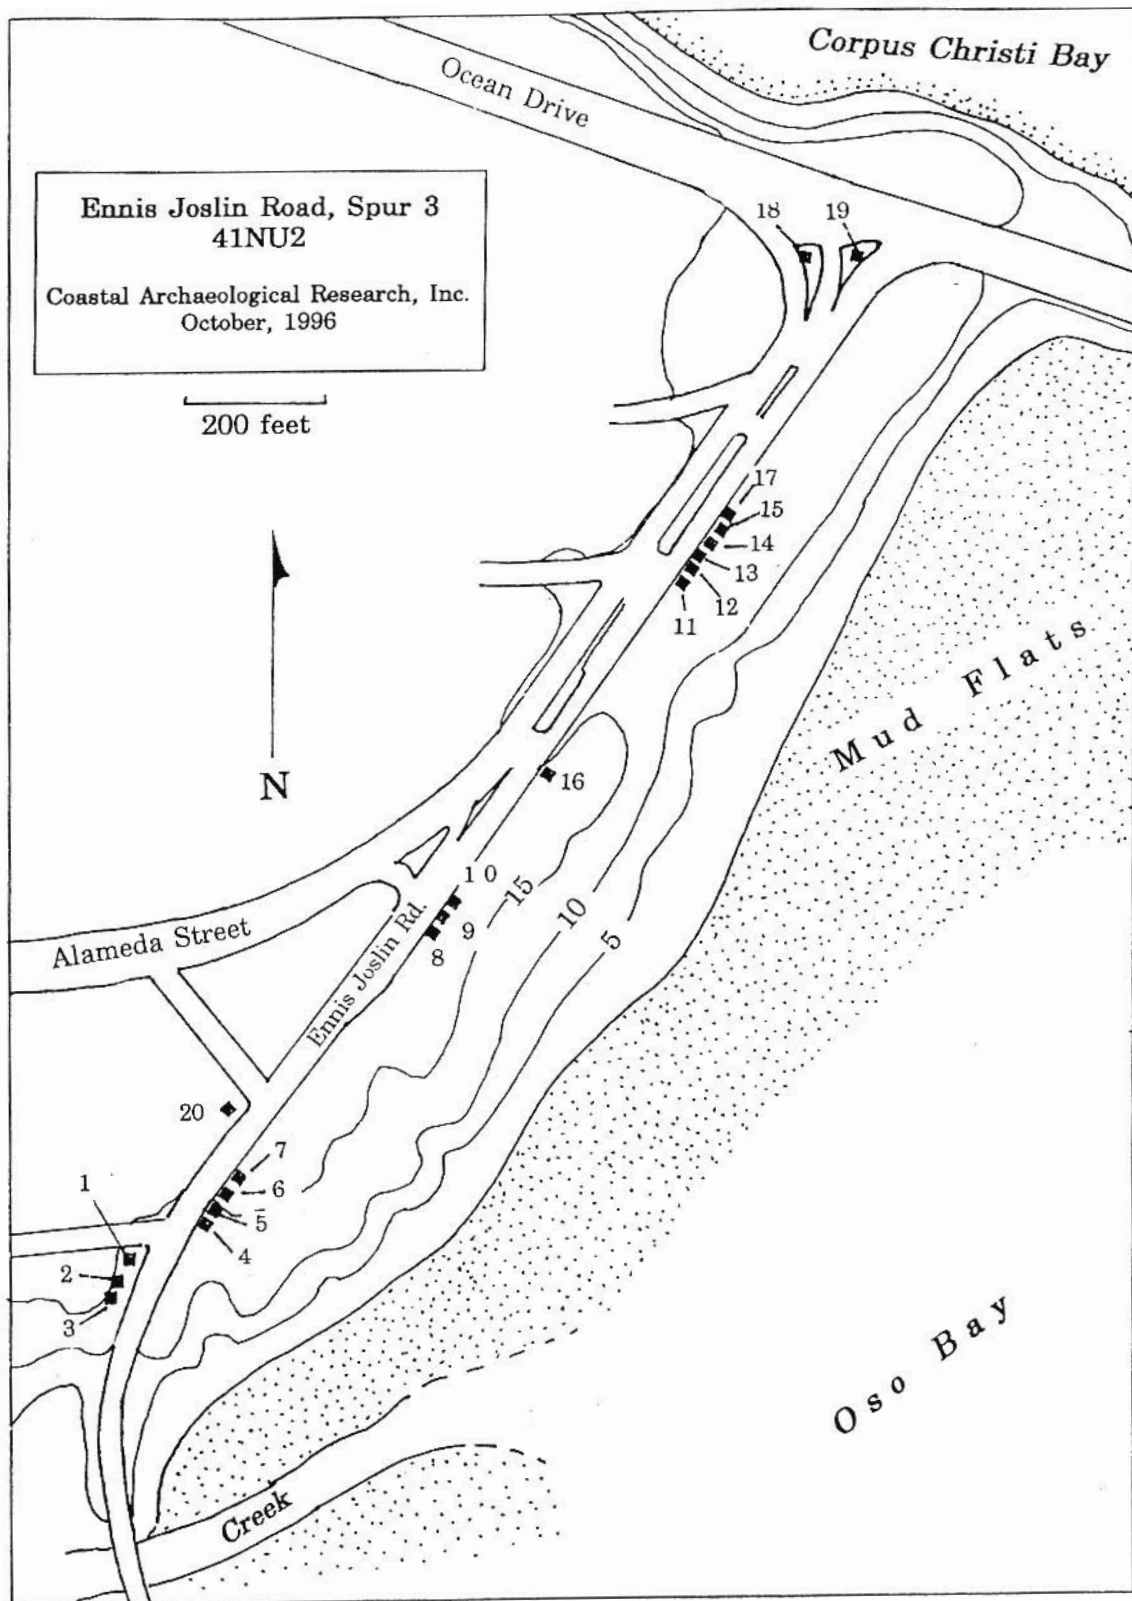 Corpus Christi Bay
Ocean Drive
Ennis Joslin Road, Spur 3
41NU2
Coastal Archaeological Research, Inc.
October, 1996
200 feet
18
19
17
15
14
13
12
11
Mud Flats
N
16
10
9
8
15
10
5
Alameda Street
Ennis Joslin Rd.
20
7
6
5
4
1
2
3
Oso Bay
Creek